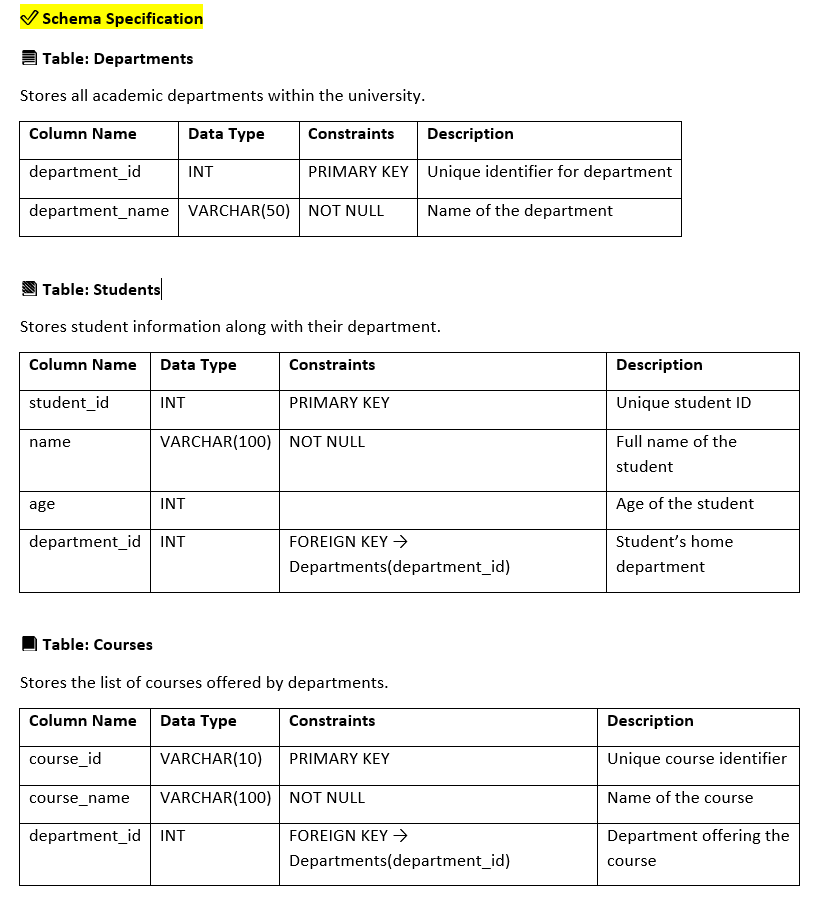 Schema Specification
Table: Departments
Stores all academic departments within the university.
Column Name Data Type Constraints Description
department_id INT PRIMARY KEY Unique identifier for department
department_name VARCHAR(50) NOT NULL Name of the department
Table: Students
Stores student information along with their department.
Column Name Data Type Constraints Description
student_id INT PRIMARY KEY Unique student ID
name VARCHAR(100) NOT NULL Full name of the
student
age INT Age of the student
department_id INT FOREIGN KEY → Student’s home
Departments(department_id) department
Table: Courses
Stores the list of courses offered by departments.
Column Name Data Type Constraints Description
course_id VARCHAR(10) PRIMARY KEY Unique course identifier
course_name VARCHAR(100) NOT NULL Name of the course
department_id INT FOREIGN KEY → Department offering the
Departments(department_id) course